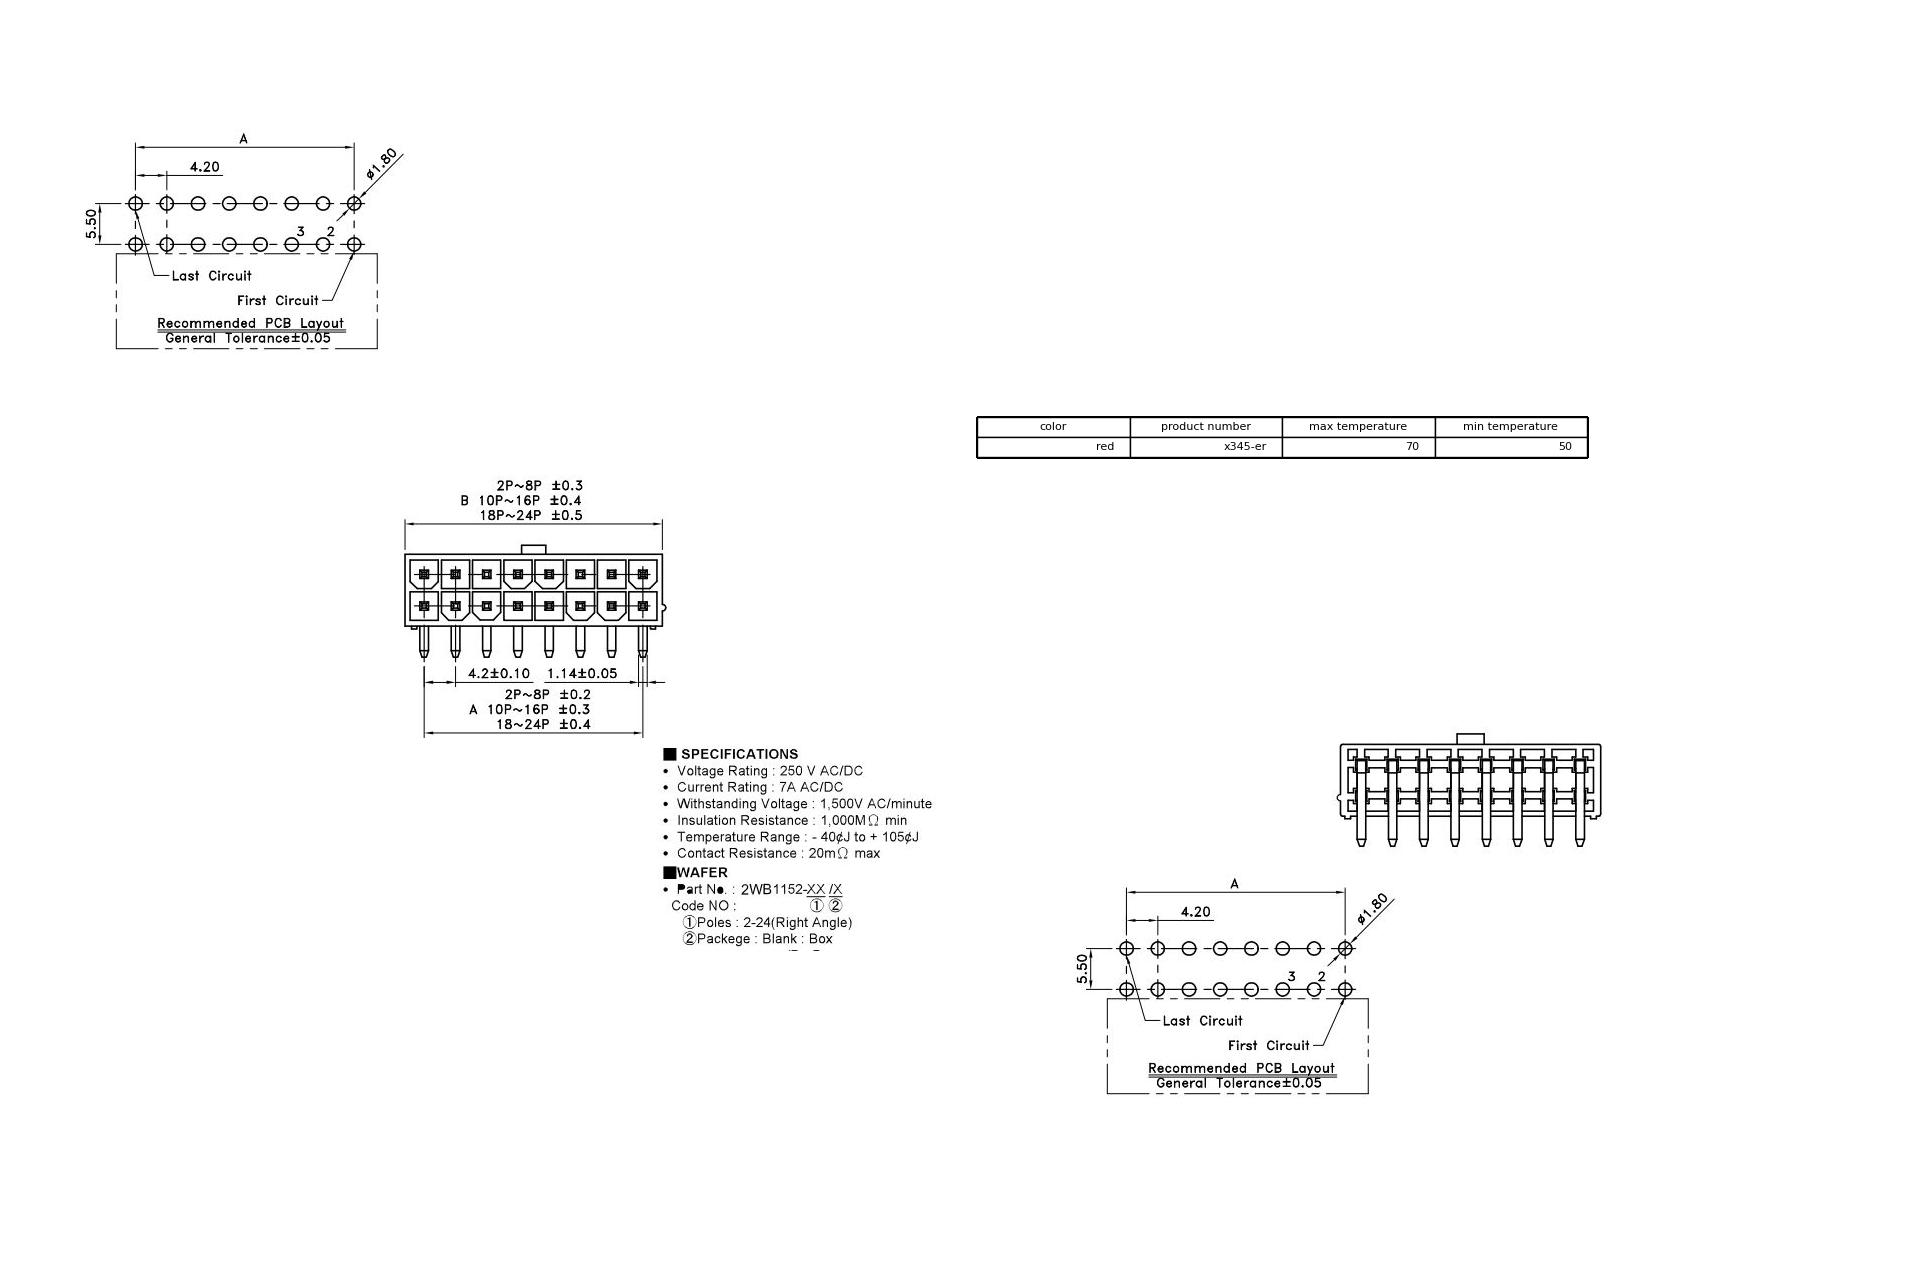 A
4.20
ø1.80
5.50
3 2
Last Circuit
First Circuit
Recommended PCB Layout
General Tolerance±0.05
color product number max temperature min temperature
red x345-er 70 50
2P~8P ±0.3
B 10P~16P ±0.4
18P~24P ±0.5
4.2±0.10 1.14±0.05
2P~8P ±0.2
A 10P~16P ±0.3
18~24P ±0.4
■ SPECIFICATIONS
• Voltage Rating : 250 V AC/DC
• Current Rating : 7A AC/DC
• Withstanding Voltage : 1,500V AC/minute
• Insulation Resistance : 1,000MΩ min
• Temperature Range : - 40¢J to + 105¢J
• Contact Resistance : 20mΩ max
■WAFER
• Part No. : 2WB1152-XX /X
Code NO : ① ②
①Poles : 2-24(Right Angle)
②Packege : Blank : Box
A
4.20
ø1.80
5.50
3 2
Last Circuit
First Circuit
Recommended PCB Layout
General Tolerance±0.05